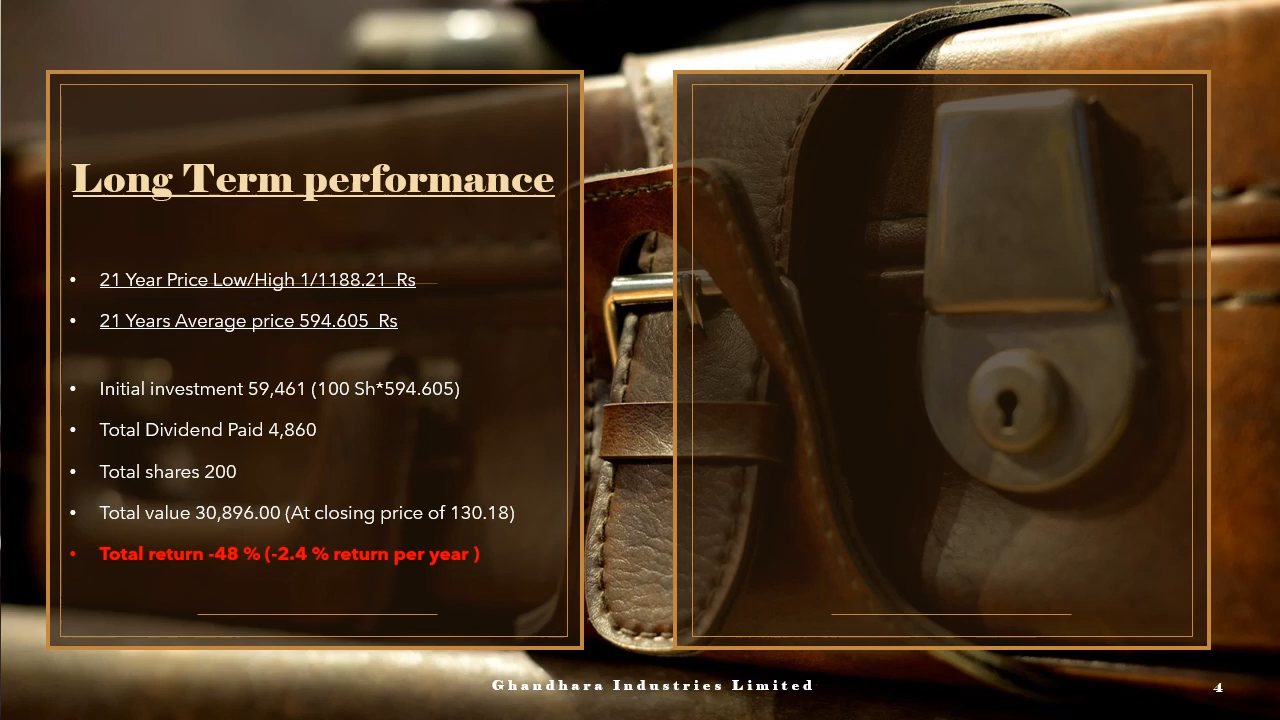 Long Term performance
• 21 Year Price Low/High 1/1188.21 Rs
• 21 Years Average price 594.605 Rs
• Initial investment 59,461 (100 Sh*594.605)
• Total Dividend Paid 4,860
• Total shares 200
• Total value 30,896.00 (At closing price of 130.18)
• Total return -48 % (-2.4 % return per year )
Ghandhara Industries Limited
4